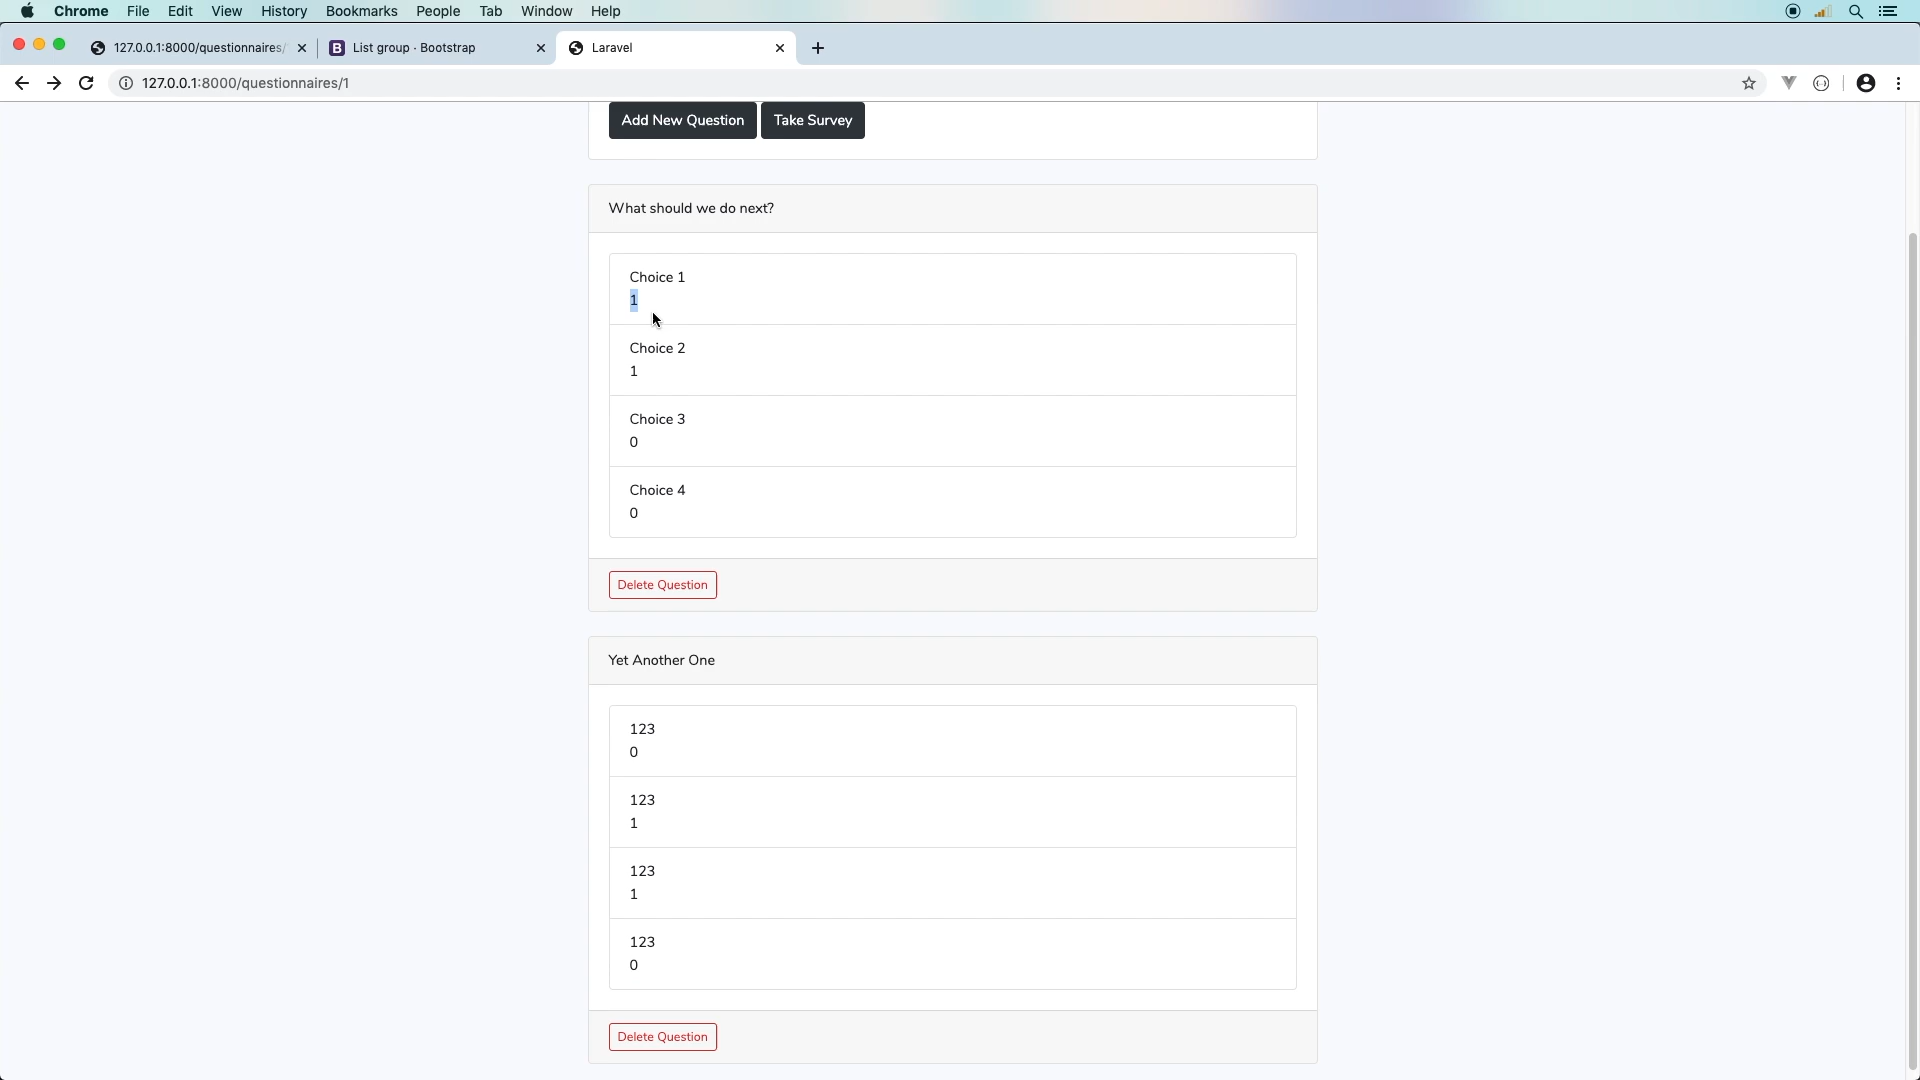 Chrome File Edit View History Bookmarks People Tab Window Help
127.0.0.1:8000/questionnaires/ List group · Bootstrap Laravel
127.0.0.1:8000/questionnaires/1
Add New Question Take Survey
What should we do next?
Choice 1
1
Choice 2
1
Choice 3
0
Choice 4
0
Delete Question
Yet Another One
123
0
123
1
123
1
123
0
Delete Question